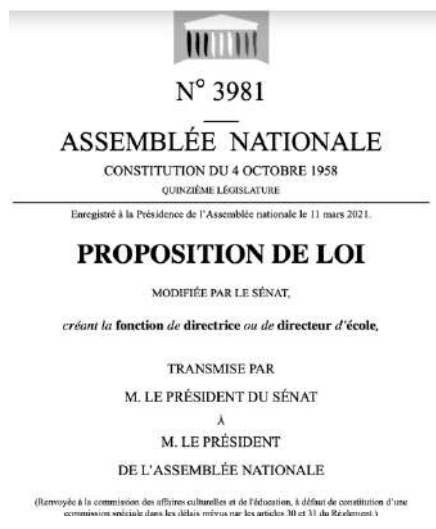 N° 3981
ASSEMBLÉE NATIONALE
CONSTITUTION DU 4 OCTOBRE 1958
QUINZIÈME LÉGISLATURE
Enregistré à la Présidence de l'Assemblée nationale le 11 mars 2021.
PROPOSITION DE LOI
MODIFIÉE PAR LE SÉNAT,
créant la fonction de directrice ou de directeur d'école,
TRANSMISE PAR
M. LE PRÉSIDENT DU SÉNAT
À
M. LE PRÉSIDENT
DE L'ASSEMBLÉE NATIONALE
(Renvoyée à la commission des affaires culturelles et de l'éducation, à défaut de constitution d'une
commission spéciale dans les délais prévus par les articles 30 et 31 du Règlement.)